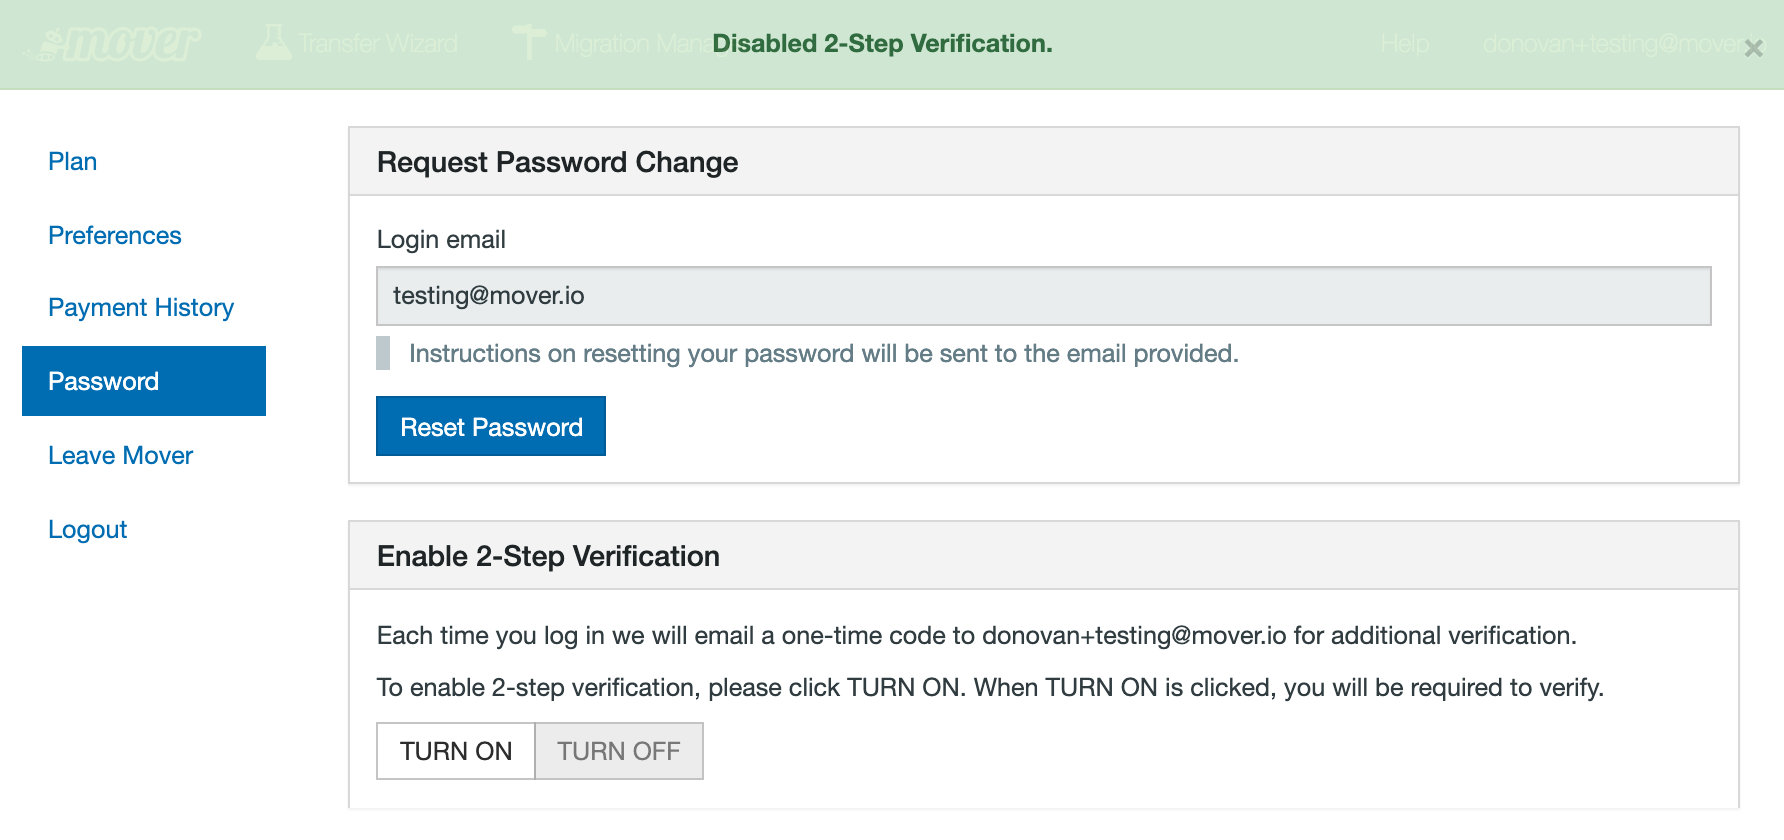 mover
Transfer Wizard
Migration Mana
Disabled 2-Step Verification.
Help
donovan+testing@mover
×
Plan
Preferences
Payment History
Password
Leave Mover
Logout
Request Password Change
Login email
testing@mover.io
Instructions on resetting your password will be sent to the email provided.
Reset Password
Enable 2-Step Verification
Each time you log in we will email a one-time code to donovan+testing@mover.io for additional verification.
To enable 2-step verification, please click TURN ON. When TURN ON is clicked, you will be required to verify.
TURN ON
TURN OFF